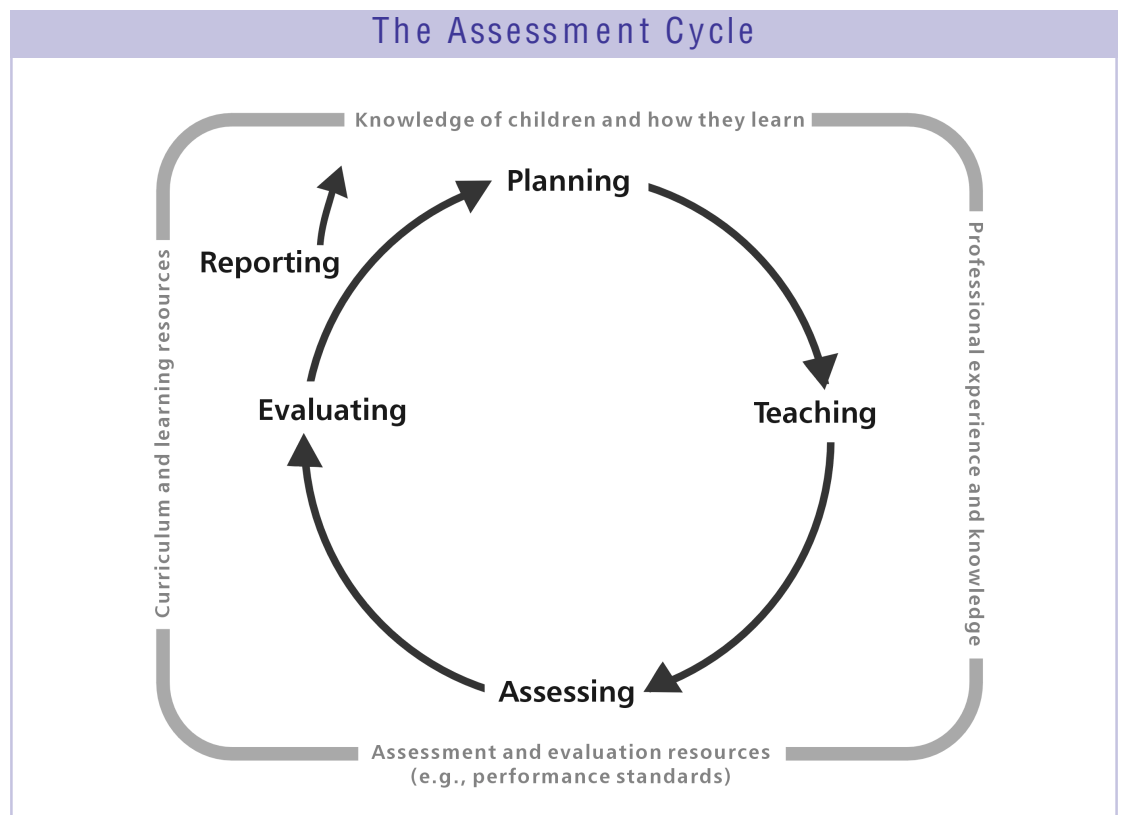 The Assessment Cycle
Knowledge of children and how they learn
Planning
Reporting
Professional experience and knowledge
Curriculum and learning resources
Evaluating
Teaching
Assessing
Assessment and evaluation resources
(e.g., performance standards)